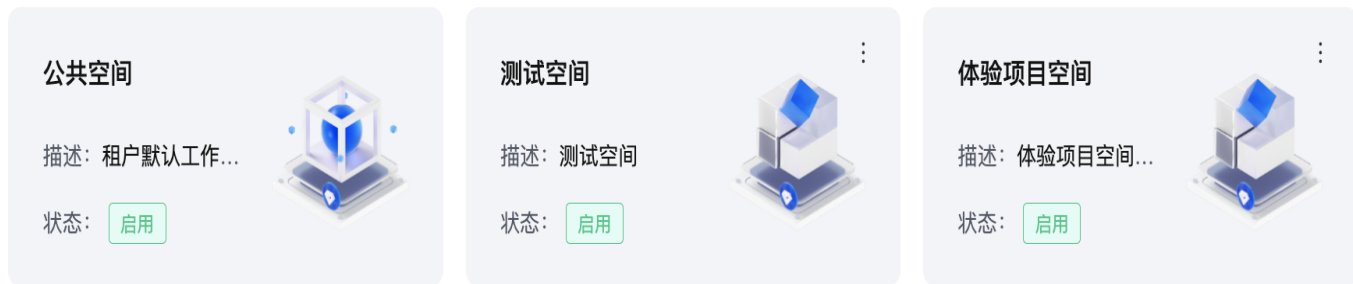 公共空间
描述：租户默认工作...
状态：启用
测试空间
描述：测试空间
状态：启用
体验项目空间
描述：体验项目空间...
状态：启用